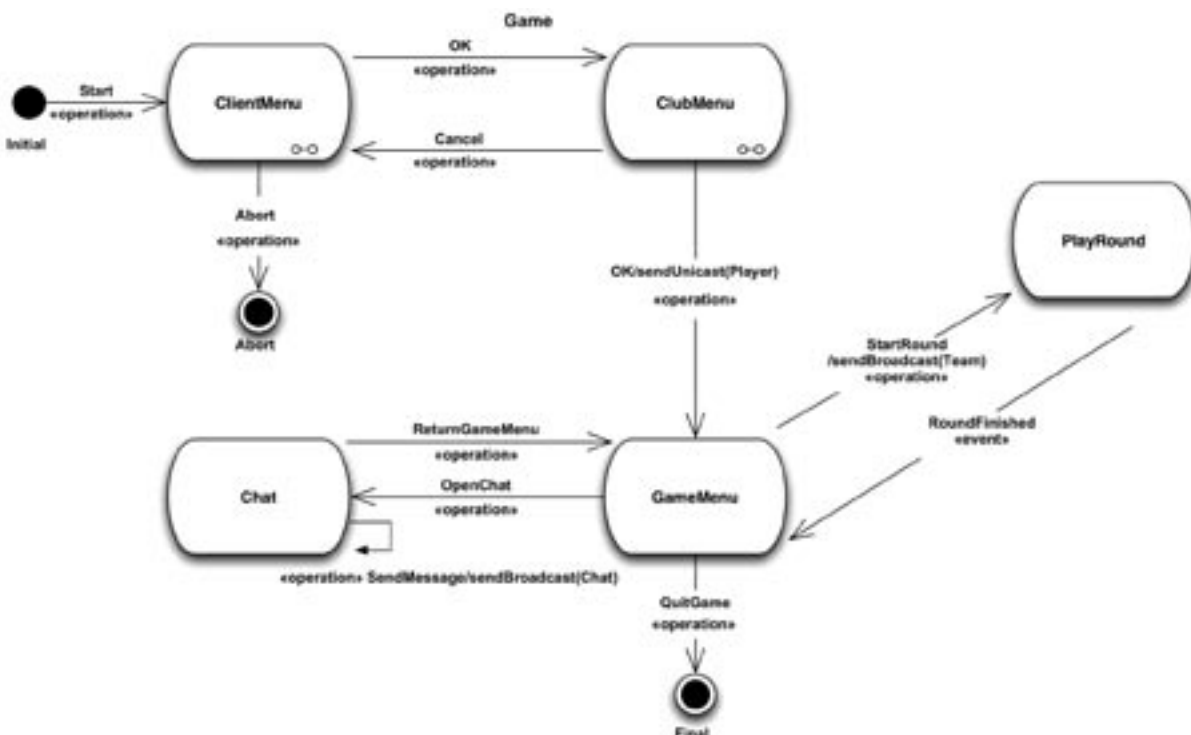 Game
Start
«operation»
Initial
ClientMenu
OK
«operation»
ClubMenu
Cancel
«operation»
Abort
«operation»
Abort
OK/sendUnicast(Player)
«operation»
PlayRound
StartRound
/sendBroadcast(Team)
«operation»
RoundFinished
«event»
ReturnGameMenu
«operation»
Chat
OpenChat
«operation»
GameMenu
«operation» SendMessage/sendBroadcast(Chat)
QuitGame
«operation»
Final